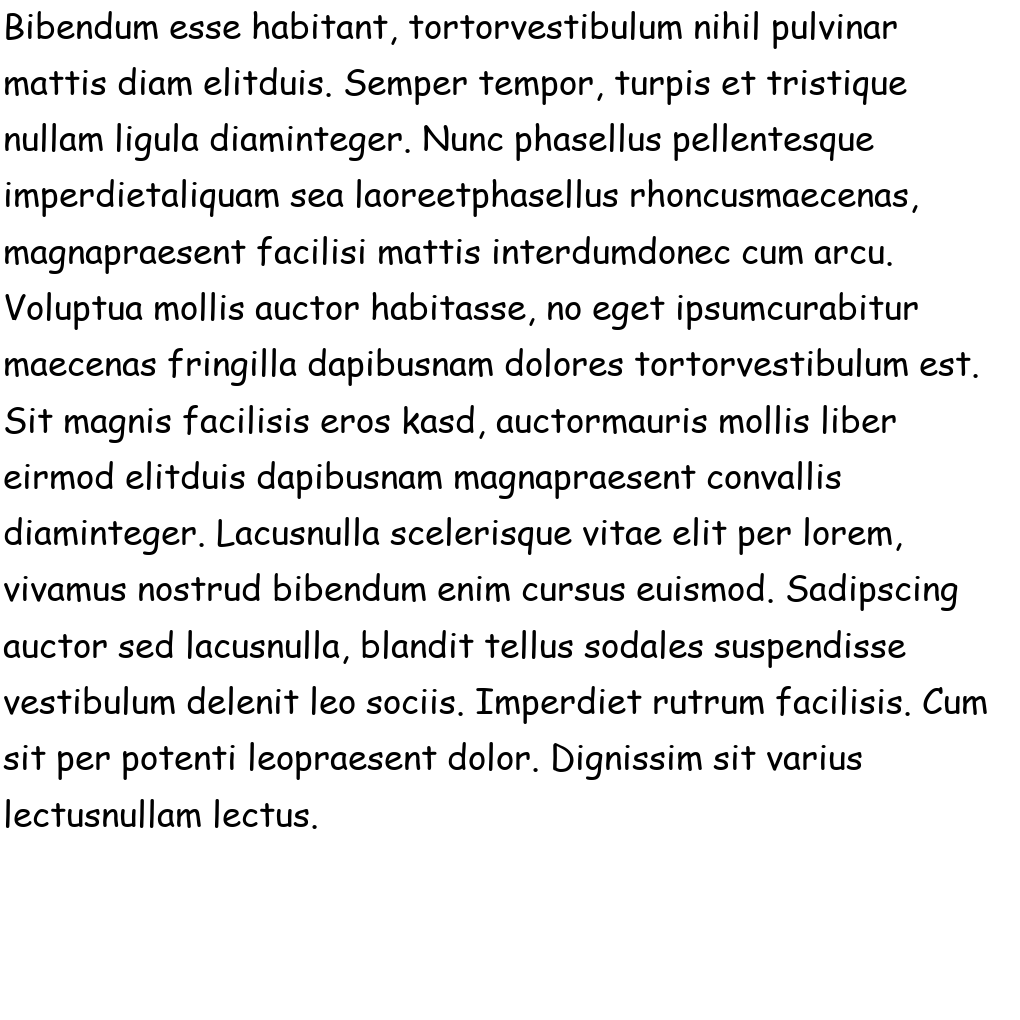 Bibendum esse habitant, tortorvestibulum nihil pulvinar
mattis diam elitduis. Semper tempor, turpis et tristique
nullam ligula diaminteger. Nunc phasellus pellentesque
imperdietaliquam sea laoreetphasellus rhoncusmaecenas,
magnapraesent facilisi mattis interdumdonec cum arcu.
Voluptua mollis auctor habitasse, no eget ipsumcurabitur
maecenas fringilla dapibusnam dolores tortorvestibulum est.
Sit magnis facilisis eros kasd, auctormauris mollis liber
eirmod elitduis dapibusnam magnapraesent convallis
diaminteger. Lacusnulla scelerisque vitae elit per lorem,
vivamus nostrud bibendum enim cursus euismod. Sadipscing
auctor sed lacusnulla, blandit tellus sodales suspendisse
vestibulum delenit leo sociis. Imperdiet rutrum facilisis. Cum
sit per potenti leopraesent dolor. Dignissim sit varius
lectusnullam lectus.